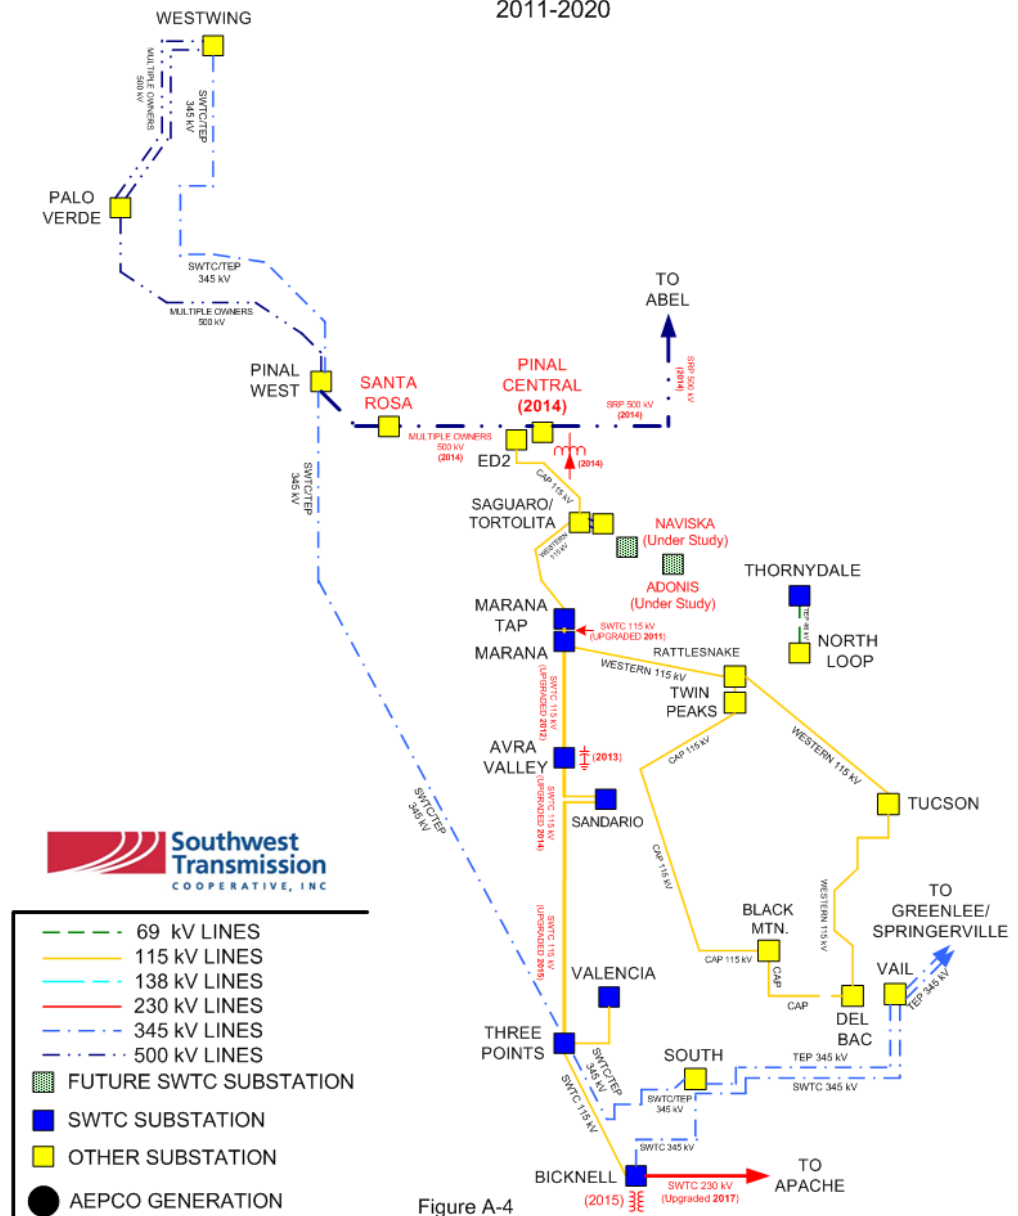 2011-2020
WESTWING
MULTIPLE OWNERS
500 kV
SWTC/TEP
345 kV
PALO
VERDE
SWTC/TEP
345 kV
MULTIPLE OWNERS
500 kV
TO
ABEL
PINAL
WEST
SANTA
ROSA
PINAL
CENTRAL
(2014)
SRP 500 kV
(2014)
SRP 500 kV
(2014)
MULTIPLE OWNERS
500 kV
(2014)
ED2
(2014)
SWTC/TEP
345 kV
CAP 115 kV
SAGUARO/
TORTOLITA
WESTERN
115 kV
NAVISKA
(Under Study)
ADONIS
(Under Study)
THORNYDALE
TEP 46 kV
NORTH
LOOP
MARANA
TAP
SWTC 115 kV
(UPGRADED 2011)
MARANA
WESTERN 115 kV
RATTLESNAKE
TWIN
PEAKS
SWTC 115 kV
(UPGRADED 2012)
CAP 115 kV
WESTERN 115 kV
AVRA
VALLEY
(2013)
SWTC 115 kV
(UPGRADED 2014)
SANDARIO
TUCSON
SWTC/TEP
345 kV
CAP 115 kV
WESTERN 115 kV
Southwest
Transmission
COOPERATIVE, INC
SWTC 115 kV
(UPGRADED 2015)
BLACK
MTN.
CAP 115 kV
CAP
CAP
TO
GREENLEE/
SPRINGERVILLE
VAIL
TEP 345 kV
DEL
BAC
VALENCIA
THREE
POINTS
SWTC/TEP
345 kV
SOUTH
TEP 345 kV
SWTC 345 kV
SWTC/TEP
345 kV
SWTC 115 kV
SWTC 345 kV
BICKNELL
(2015)
SWTC 230 kV
(Upgraded 2017)
TO
APACHE
69 kV LINES
115 kV LINES
138 kV LINES
230 kV LINES
345 kV LINES
500 kV LINES
FUTURE SWTC SUBSTATION
SWTC SUBSTATION
OTHER SUBSTATION
AEPCO GENERATION
Figure A-4